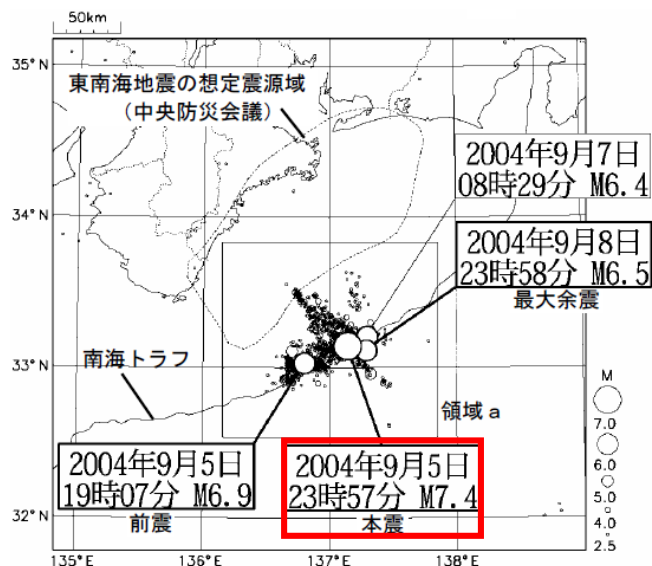 50km
35°N
東南海地震の想定震源域
(中央防災会議)
2004年9月7日
08時29分 M6.4
34°N
2004年9月8日
23時58分 M6.5
最大余震
33°N
南海トラフ
領域a
M
7.0
6.0
5.0
4.0
2.5
2004年9月5日
19時07分 M6.9
前震
2004年9月5日
23時57分 M7.4
本震
32°N
135°E
136°E
137°E
138°E